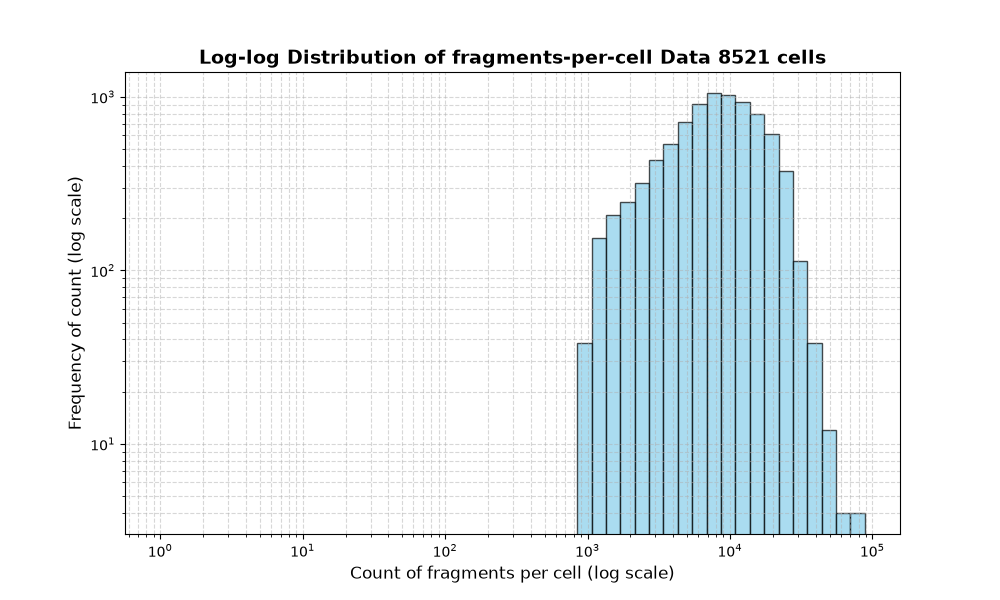 Log-log Distribution of fragments-per-cell Data 8521 cells
Frequency of count (log scale)
10³
10²
10¹
10⁰ 10¹ 10² 10³ 10⁴ 10⁵
Count of fragments per cell (log scale)